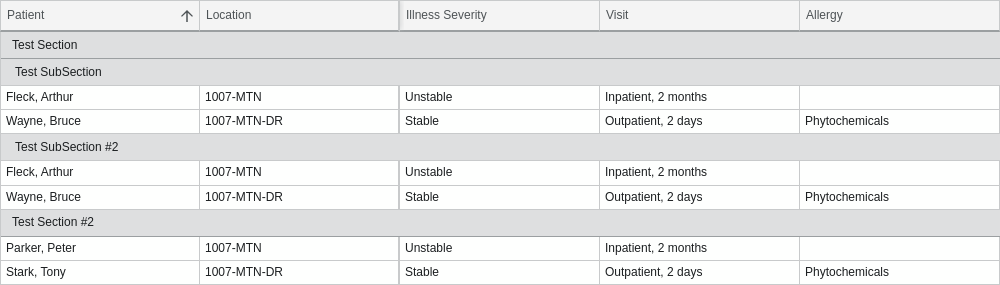 Patient Location Illness Severity Visit Allergy
Test Section
Test SubSection
Fleck, Arthur 1007-MTN Unstable Inpatient, 2 months
Wayne, Bruce 1007-MTN-DR Stable Outpatient, 2 days Phytochemicals
Test SubSection #2
Fleck, Arthur 1007-MTN Unstable Inpatient, 2 months
Wayne, Bruce 1007-MTN-DR Stable Outpatient, 2 days Phytochemicals
Test Section #2
Parker, Peter 1007-MTN Unstable Inpatient, 2 months
Stark, Tony 1007-MTN-DR Stable Outpatient, 2 days Phytochemicals